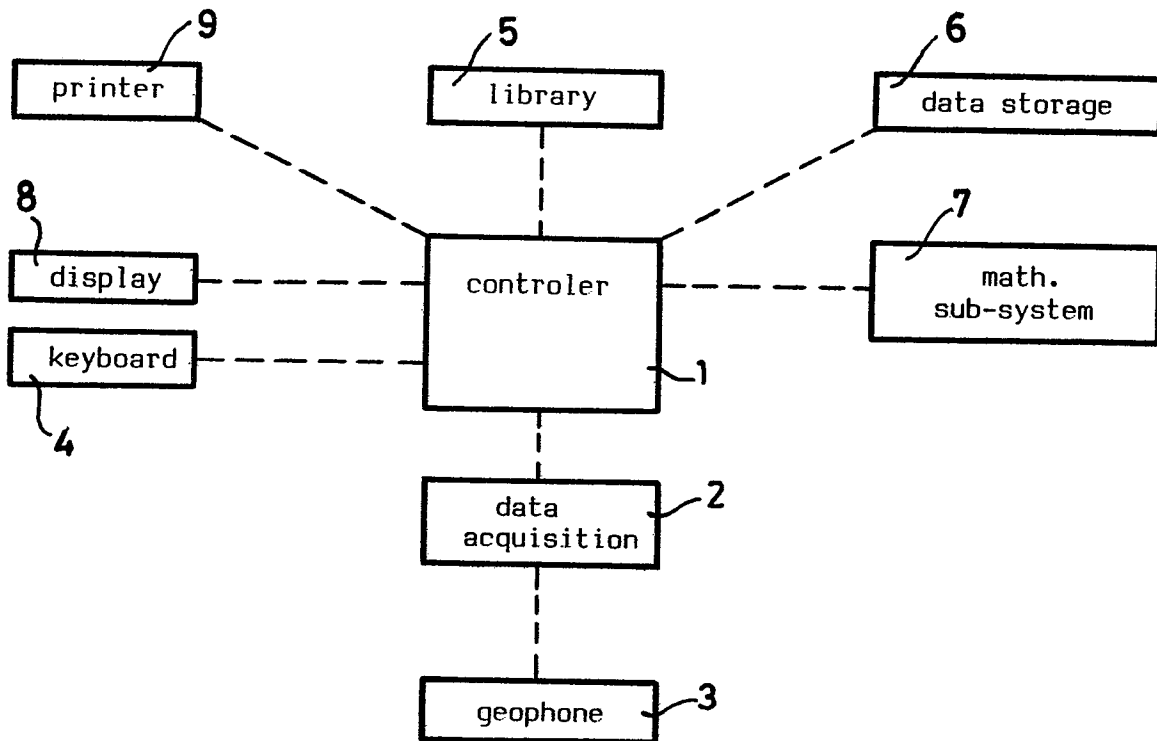 9
5
6
printer
library
data storage
8
7
display
controler
math.
sub-system
keyboard
1
4
2
data
acquisition
3
geophone